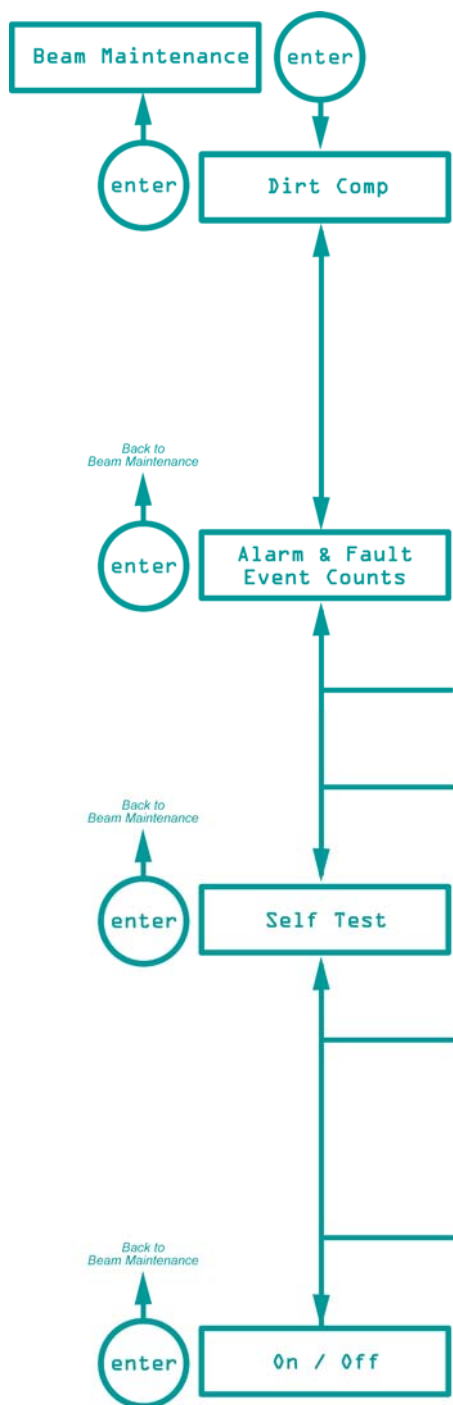 Beam Maintenance
enter
enter
Dirt Comp
Back to
Beam Maintenance
enter
Alarm & Fault
Event Counts
Back to
Beam Maintenance
enter
Self Test
Back to
Beam Maintenance
enter
On / Off